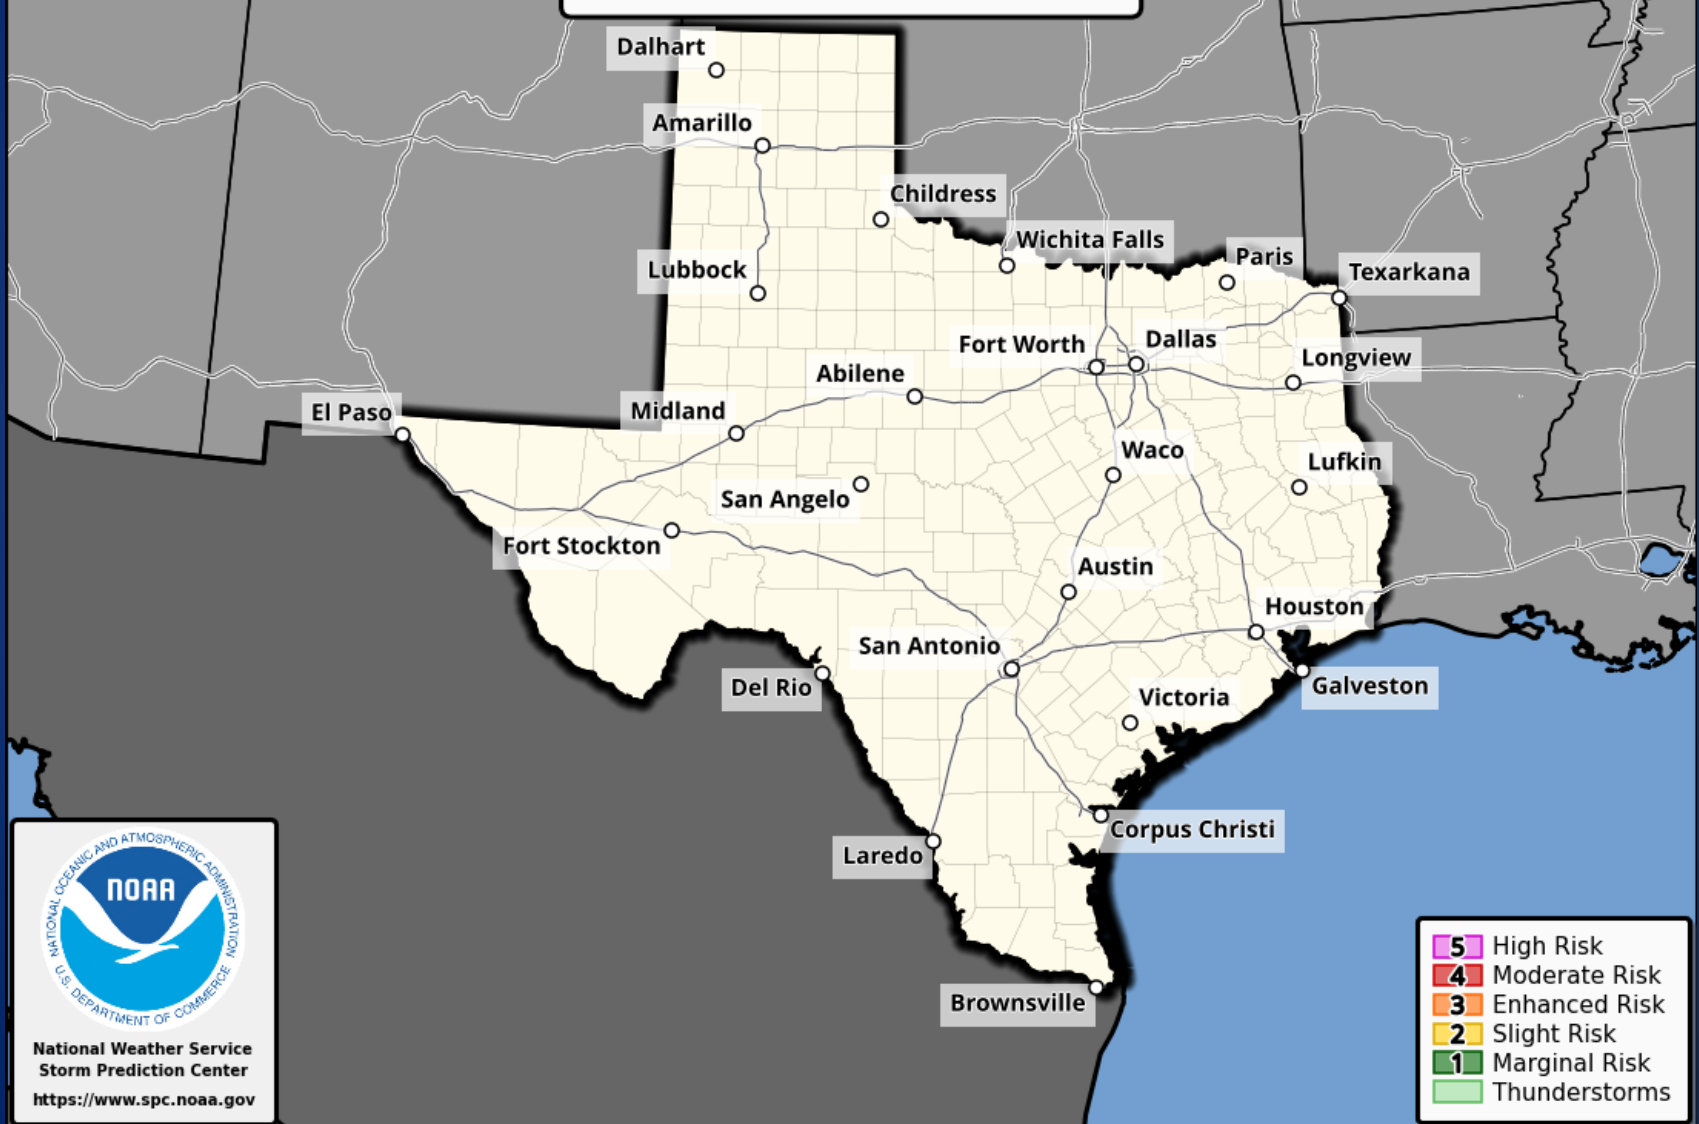 Dalhart
Amarillo
Childress
Wichita Falls
Paris
Lubbock
Texarkana
Fort Worth
Dallas
Longview
Abilene
El Paso
Midland
Waco
Lufkin
San Angelo
Fort Stockton
Austin
Houston
San Antonio
Del Rio
Galveston
Victoria
Corpus Christi
Laredo
Brownsville
NATIONAL OCEANIC AND ATMOSPHERIC ADMINISTRATION
NOAA
U.S. DEPARTMENT OF COMMERCE
National Weather Service
Storm Prediction Center
https://www.spc.noaa.gov
5 High Risk
4 Moderate Risk
3 Enhanced Risk
2 Slight Risk
1 Marginal Risk
Thunderstorms